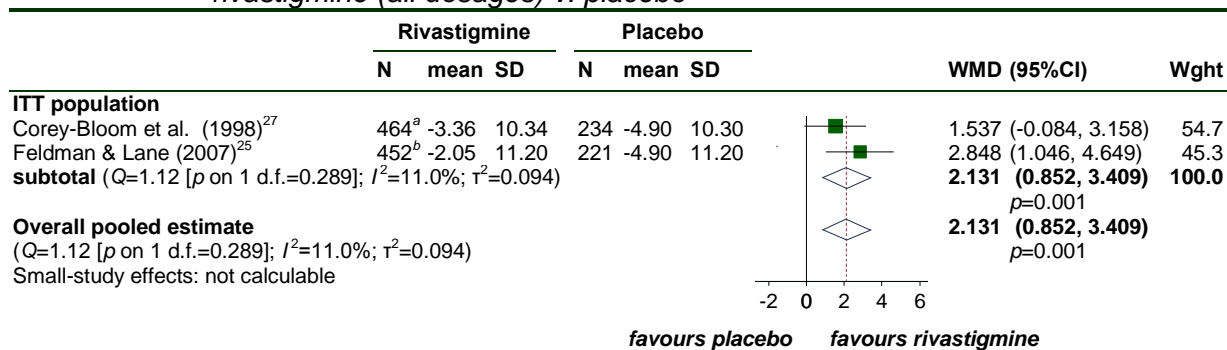 rivastigmine (all dosages) v. placebo
Rivastigmine Placebo
N mean SD N mean SD WMD (95%CI) Wght
ITT population
Corey-Bloom et al. (1998)27 464a -3.36 10.34 234 -4.90 10.30 1.537 (-0.084, 3.158) 54.7
Feldman & Lane (2007)25 452b -2.05 11.20 221 -4.90 11.20 2.848 (1.046, 4.649) 45.3
subtotal (Q=1.12 [p on 1 d.f.=0.289]; I2=11.0%; τ2=0.094) 2.131 (0.852, 3.409) 100.0
p=0.001
Overall pooled estimate 2.131 (0.852, 3.409)
(Q=1.12 [p on 1 d.f.=0.289]; I2=11.0%; τ2=0.094) p=0.001
Small-study effects: not calculable
-2 0 2 4 6
favours placebo favours rivastigmine